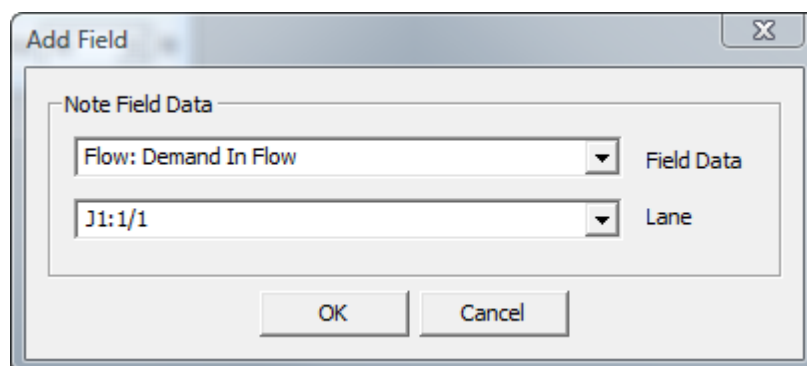 Add Field
Note Field Data
Flow: Demand In Flow Field Data
J1:1/1 Lane
OK Cancel